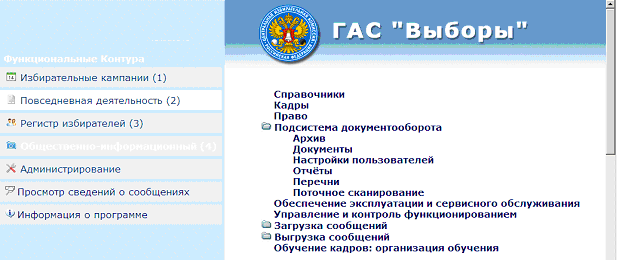 ГАС "Выборы"
Функциональные Контура
Избирательные кампании (1)
Повседневная деятельность (2)
Регистр избирателей (3)
Общественно-информационный (4)
Администрирование
Просмотр сведений о сообщениях
Информация о программе
Справочники
Кадры
Право
Подсистема документооборота
Архив
Документы
Настройки пользователей
Отчёты
Перечни
Поточное сканирование
Обеспечение эксплуатации и сервисного обслуживания
Управление и контроль функционированием
Загрузка сообщений
Выгрузка сообщений
Обучение кадров: организация обучения